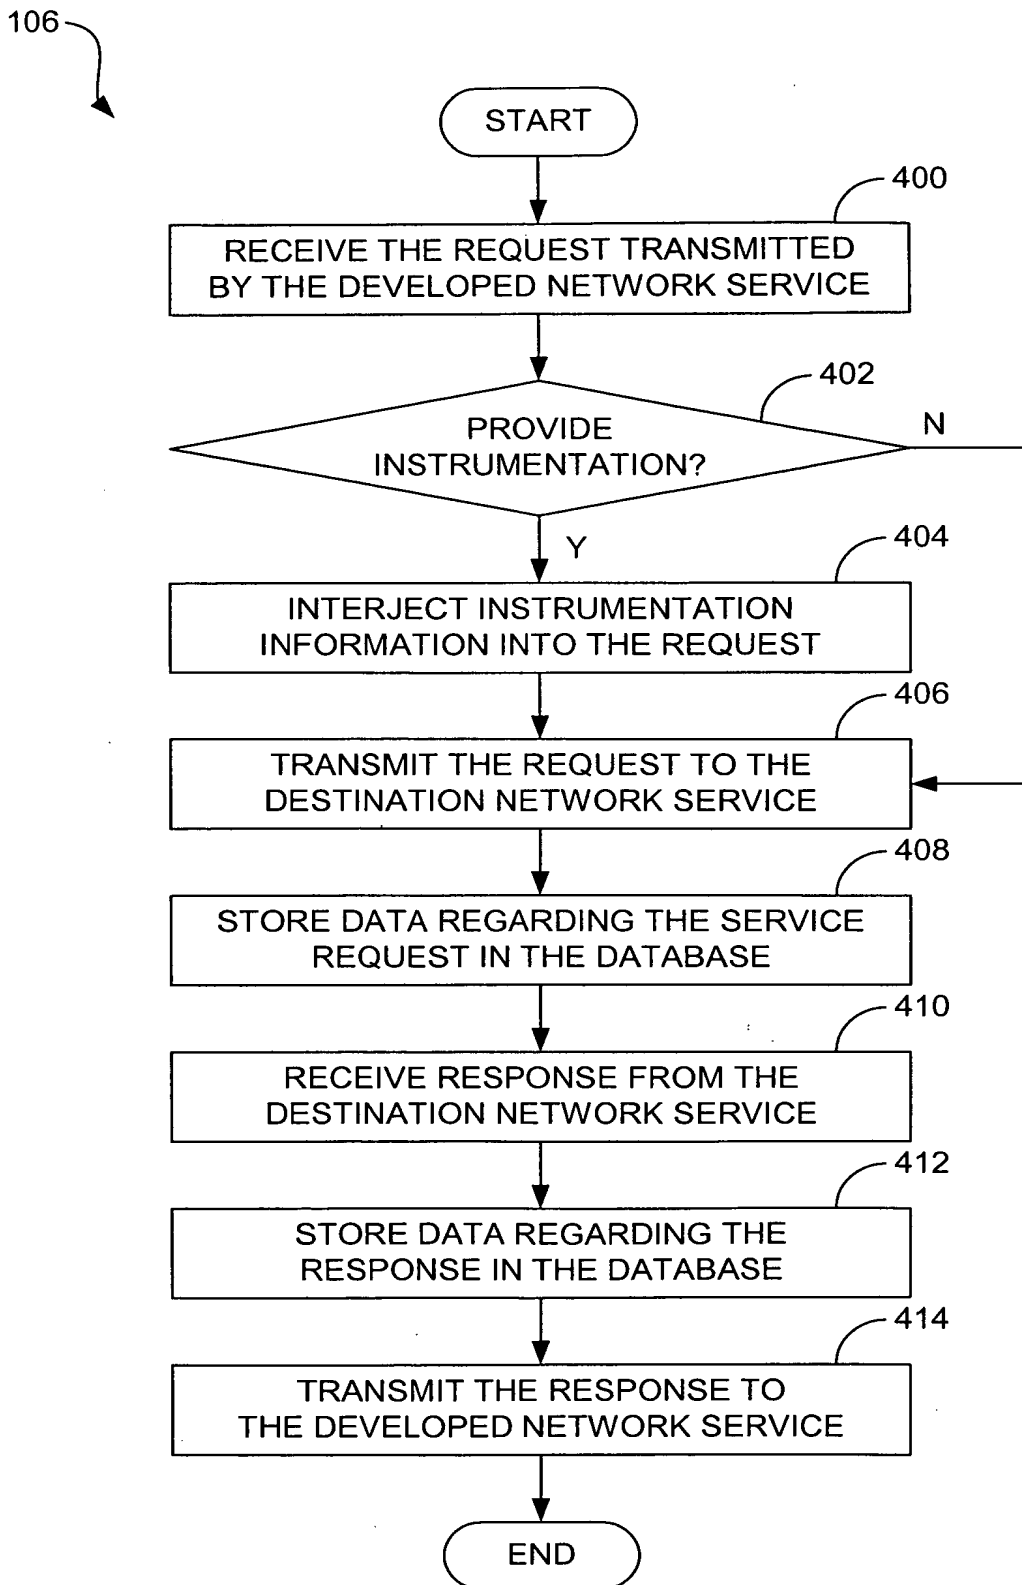 106
START
400
RECEIVE THE REQUEST TRANSMITTED
BY THE DEVELOPED NETWORK SERVICE
402
PROVIDE
INSTRUMENTATION?
N
Y
404
INTERJECT INSTRUMENTATION
INFORMATION INTO THE REQUEST
406
TRANSMIT THE REQUEST TO THE
DESTINATION NETWORK SERVICE
408
STORE DATA REGARDING THE SERVICE
REQUEST IN THE DATABASE
410
RECEIVE RESPONSE FROM THE
DESTINATION NETWORK SERVICE
412
STORE DATA REGARDING THE
RESPONSE IN THE DATABASE
414
TRANSMIT THE RESPONSE TO
THE DEVELOPED NETWORK SERVICE
END